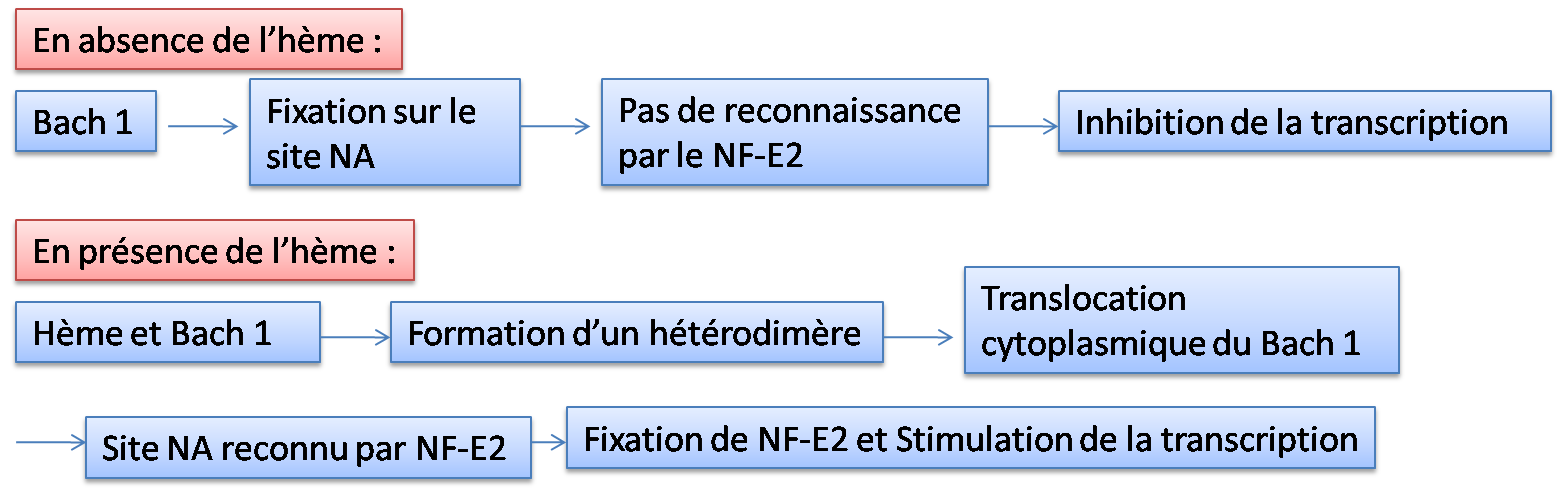 En absence de l’hème :
Bach 1
Fixation sur le
site NA
Pas de reconnaissance
par le NF-E2
Inhibition de la transcription
En présence de l’hème :
Hème et Bach 1
Formation d’un hétérodimère
Translocation
cytoplasmique du Bach 1
Site NA reconnu par NF-E2
Fixation de NF-E2 et Stimulation de la transcription